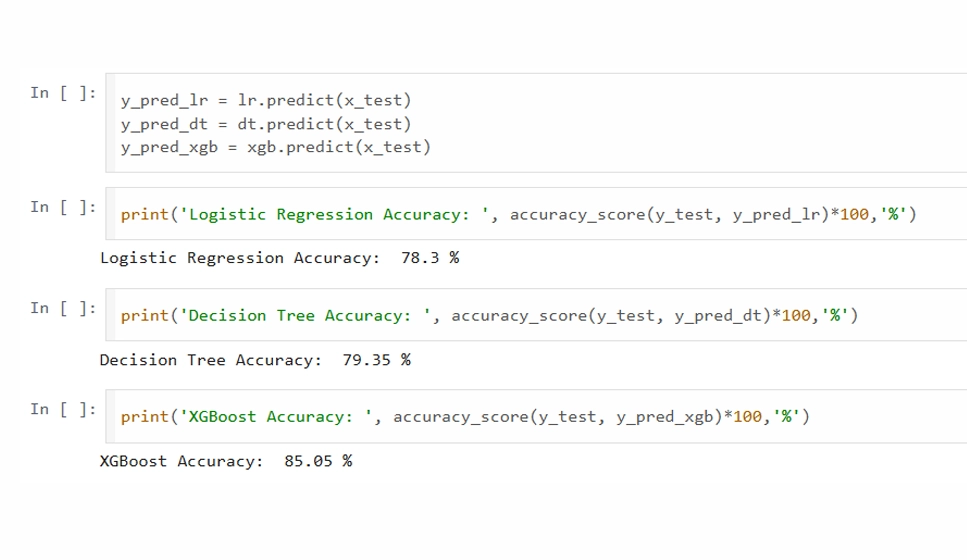 In [ ]:
y_pred_lr = lr.predict(x_test)
y_pred_dt = dt.predict(x_test)
y_pred_xgb = xgb.predict(x_test)
In [ ]:
print('Logistic Regression Accuracy: ', accuracy_score(y_test, y_pred_lr)*100,'%')
Logistic Regression Accuracy:  78.3 %
In [ ]:
print('Decision Tree Accuracy: ', accuracy_score(y_test, y_pred_dt)*100,'%')
Decision Tree Accuracy:  79.35 %
In [ ]:
print('XGBoost Accuracy: ', accuracy_score(y_test, y_pred_xgb)*100,'%')
XGBoost Accuracy:  85.05 %